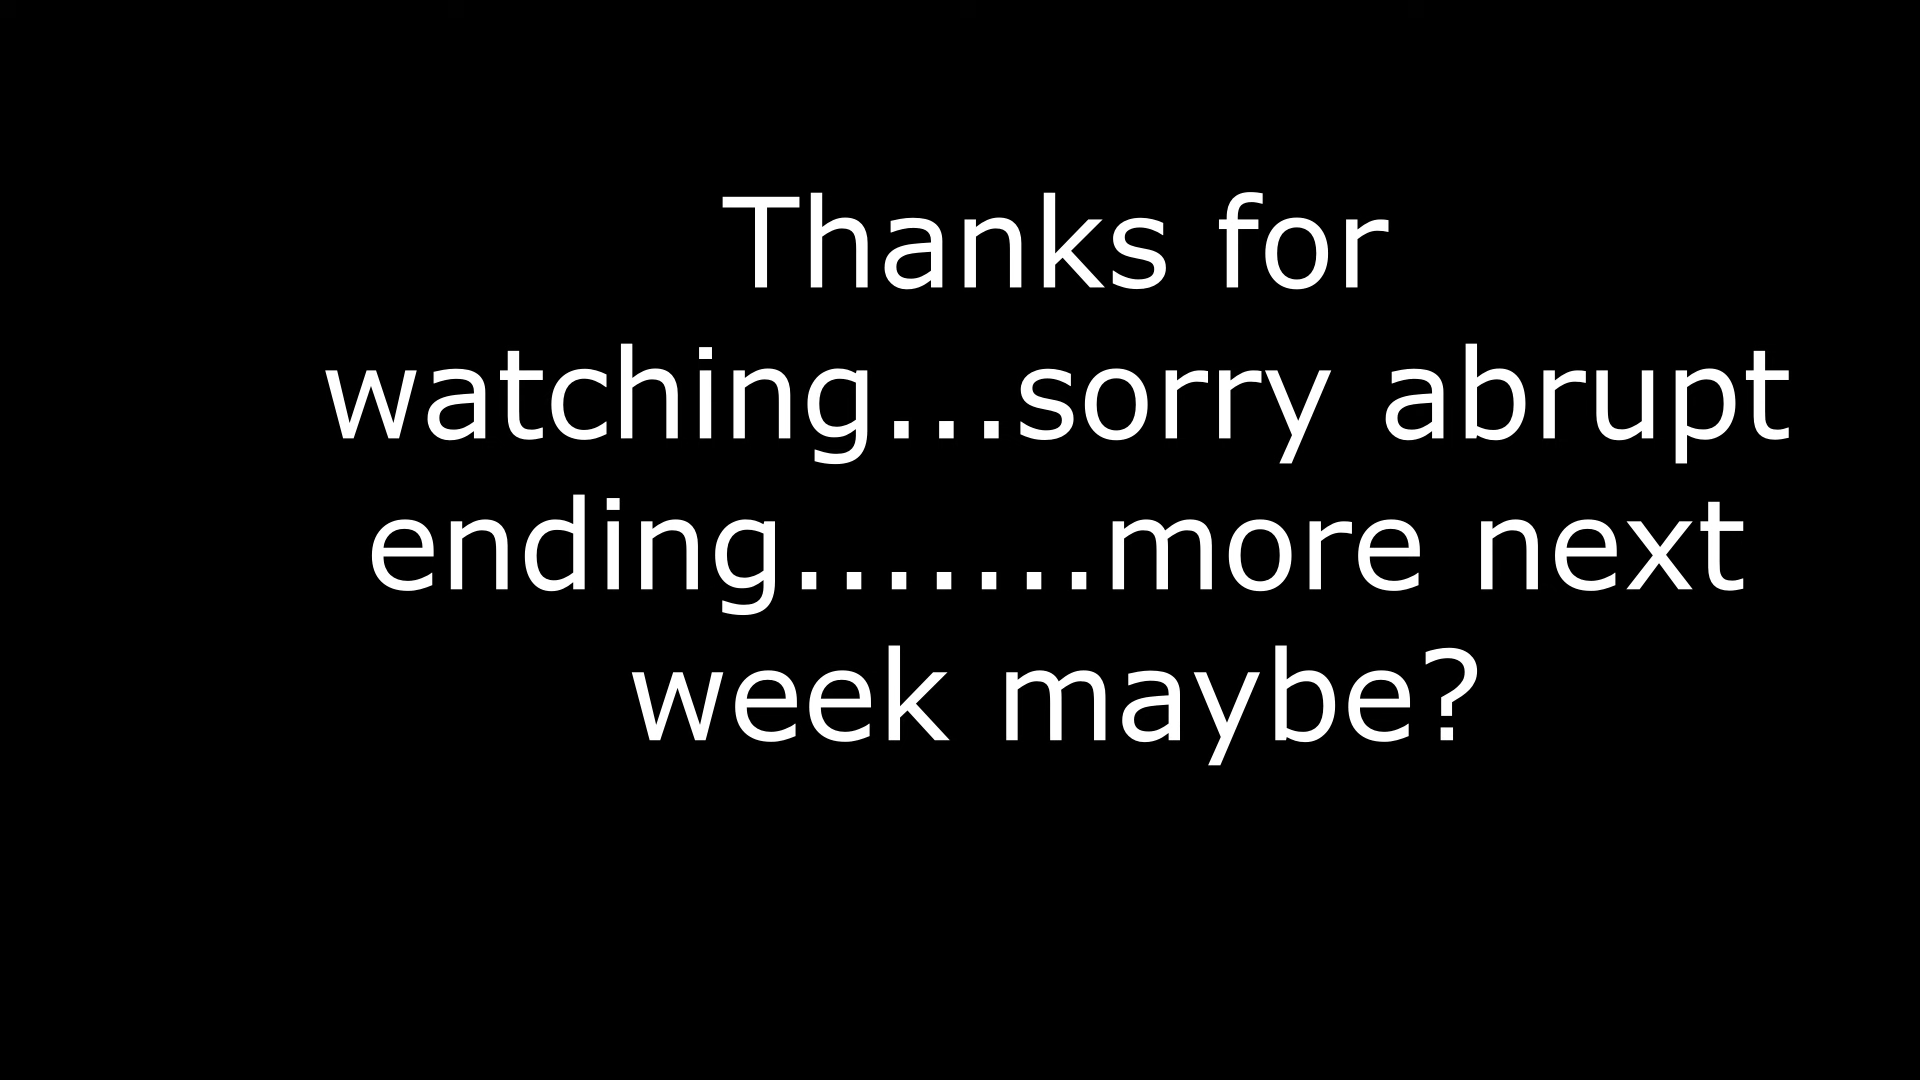 Thanks for
watching...sorry abrupt
ending.......more next
week maybe?